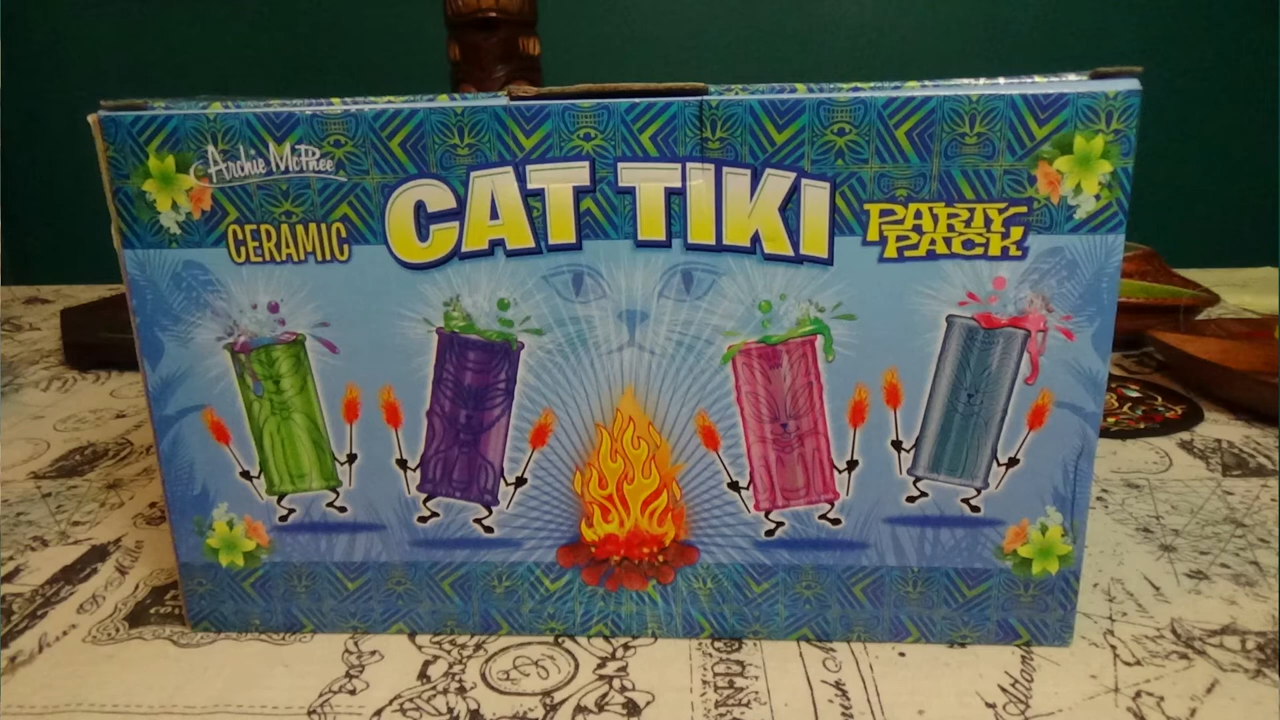 Archie McPhee
CERAMIC
CAT TIKI
PARTY
PACK